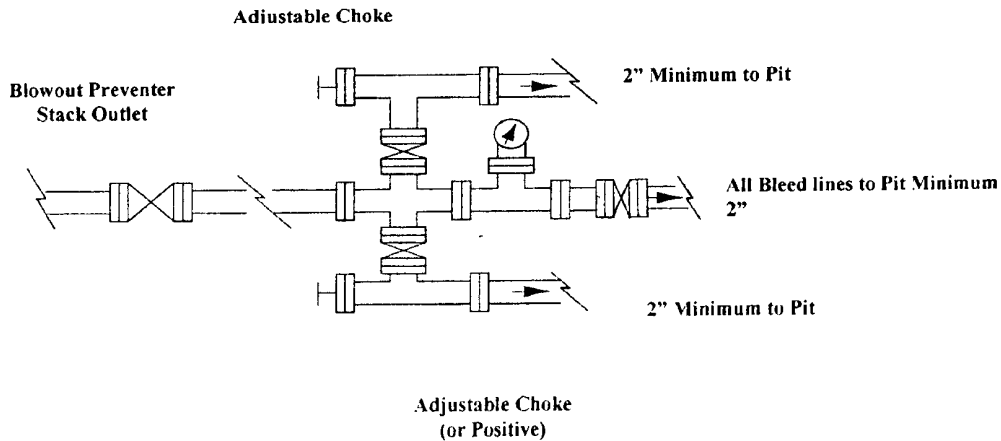 Adjustable Choke
2" Minimum to Pit
Blowout Preventer
Stack Outlet
All Bleed lines to Pit Minimum
2"
2" Minimum to Pit
Adjustable Choke
(or Positive)